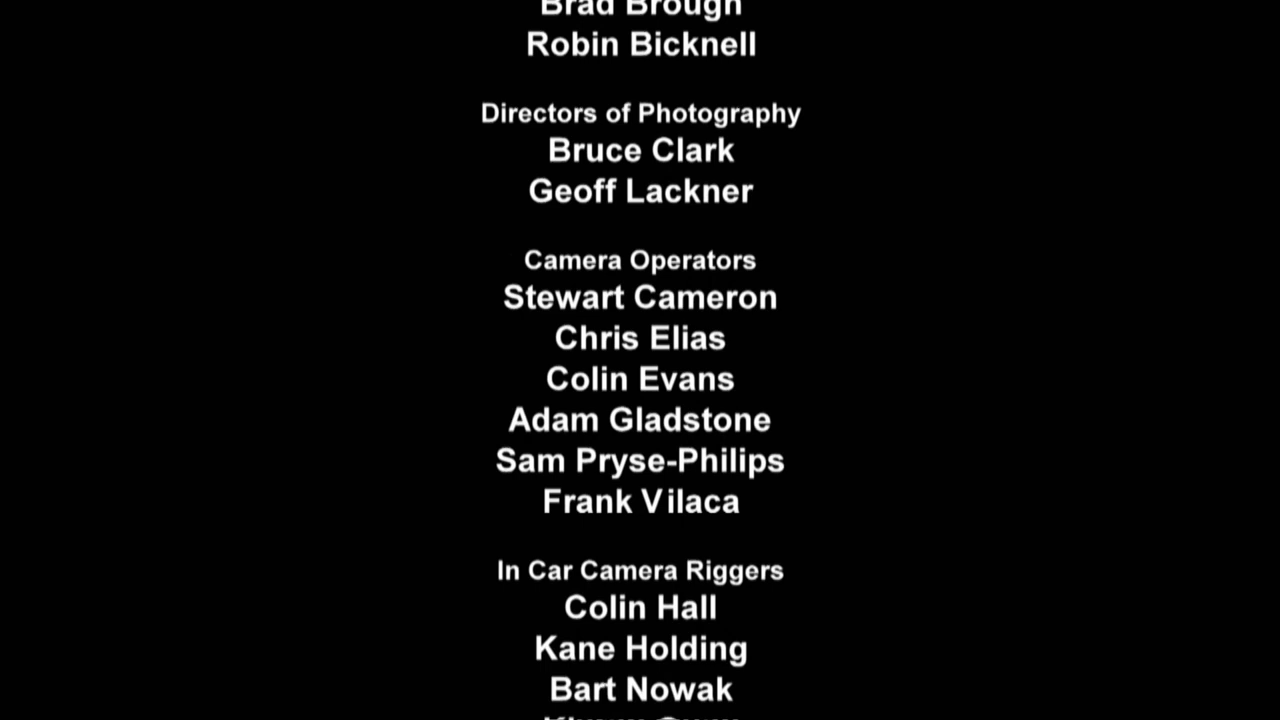 Brad Brough
Robin Bicknell
Directors of Photography
Bruce Clark
Geoff Lackner
Camera Operators
Stewart Cameron
Chris Elias
Colin Evans
Adam Gladstone
Sam Pryse-Philips
Frank Vilaca
In Car Camera Riggers
Colin Hall
Kane Holding
Bart Nowak